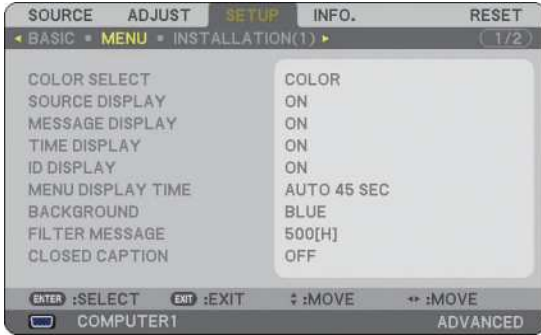 SOURCE ADJUST SETUP INFO. RESET
BASIC • MENU • INSTALLATION(1) 1/2
COLOR SELECT COLOR
SOURCE DISPLAY ON
MESSAGE DISPLAY ON
TIME DISPLAY ON
ID DISPLAY ON
MENU DISPLAY TIME AUTO 45 SEC
BACKGROUND BLUE
FILTER MESSAGE 500[H]
CLOSED CAPTION OFF
ENTER :SELECT EXIT :EXIT :MOVE :MOVE
COMPUTER1 ADVANCED